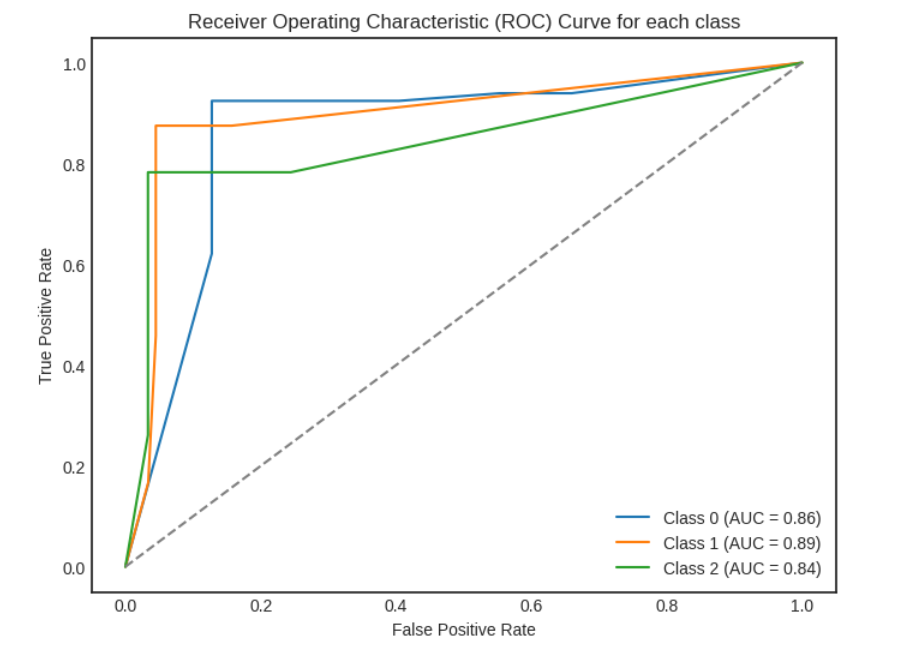 Receiver Operating Characteristic (ROC) Curve for each class
1.0
0.8
0.6
0.4
0.2
0.0
True Positive Rate
Class 0 (AUC = 0.86)
Class 1 (AUC = 0.89)
Class 2 (AUC = 0.84)
0.0 0.2 0.4 0.6 0.8 1.0
False Positive Rate